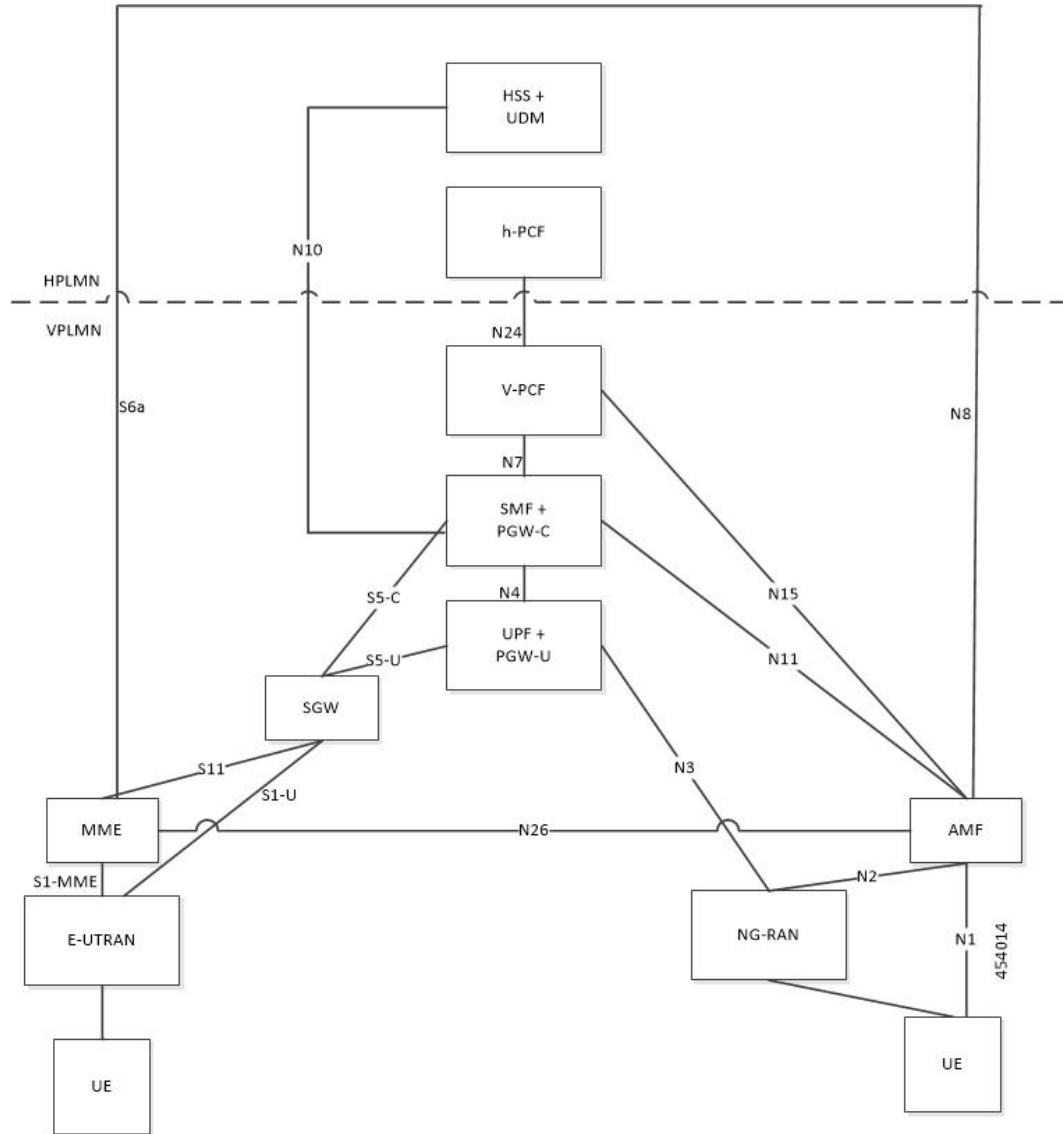 HSS +
UDM
h-PCF
N10
HPLMN
VPLMN
N24
V-PCF
S6a
N8
N7
SMF +
PGW-C
N4
S5-C
N15
UPF +
PGW-U
S5-U
N11
SGW
S11
S1-U
N3
MME
N26
AMF
S1-MME
N2
E-UTRAN
NG-RAN
N1
454014
UE
UE